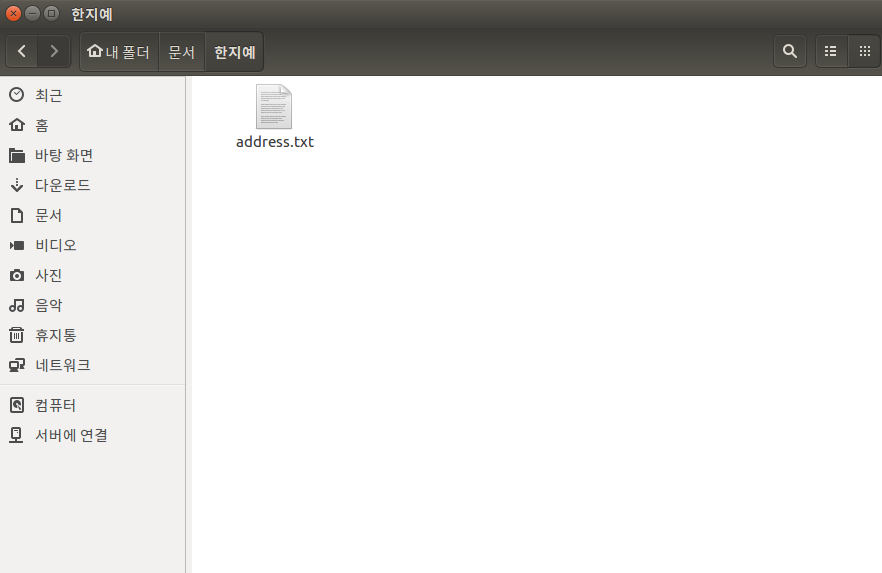 한지예
내 폴더 문서 한지예
최근
홈
바탕 화면
다운로드
문서
비디오
사진
음악
휴지통
네트워크
컴퓨터
서버에 연결
address.txt